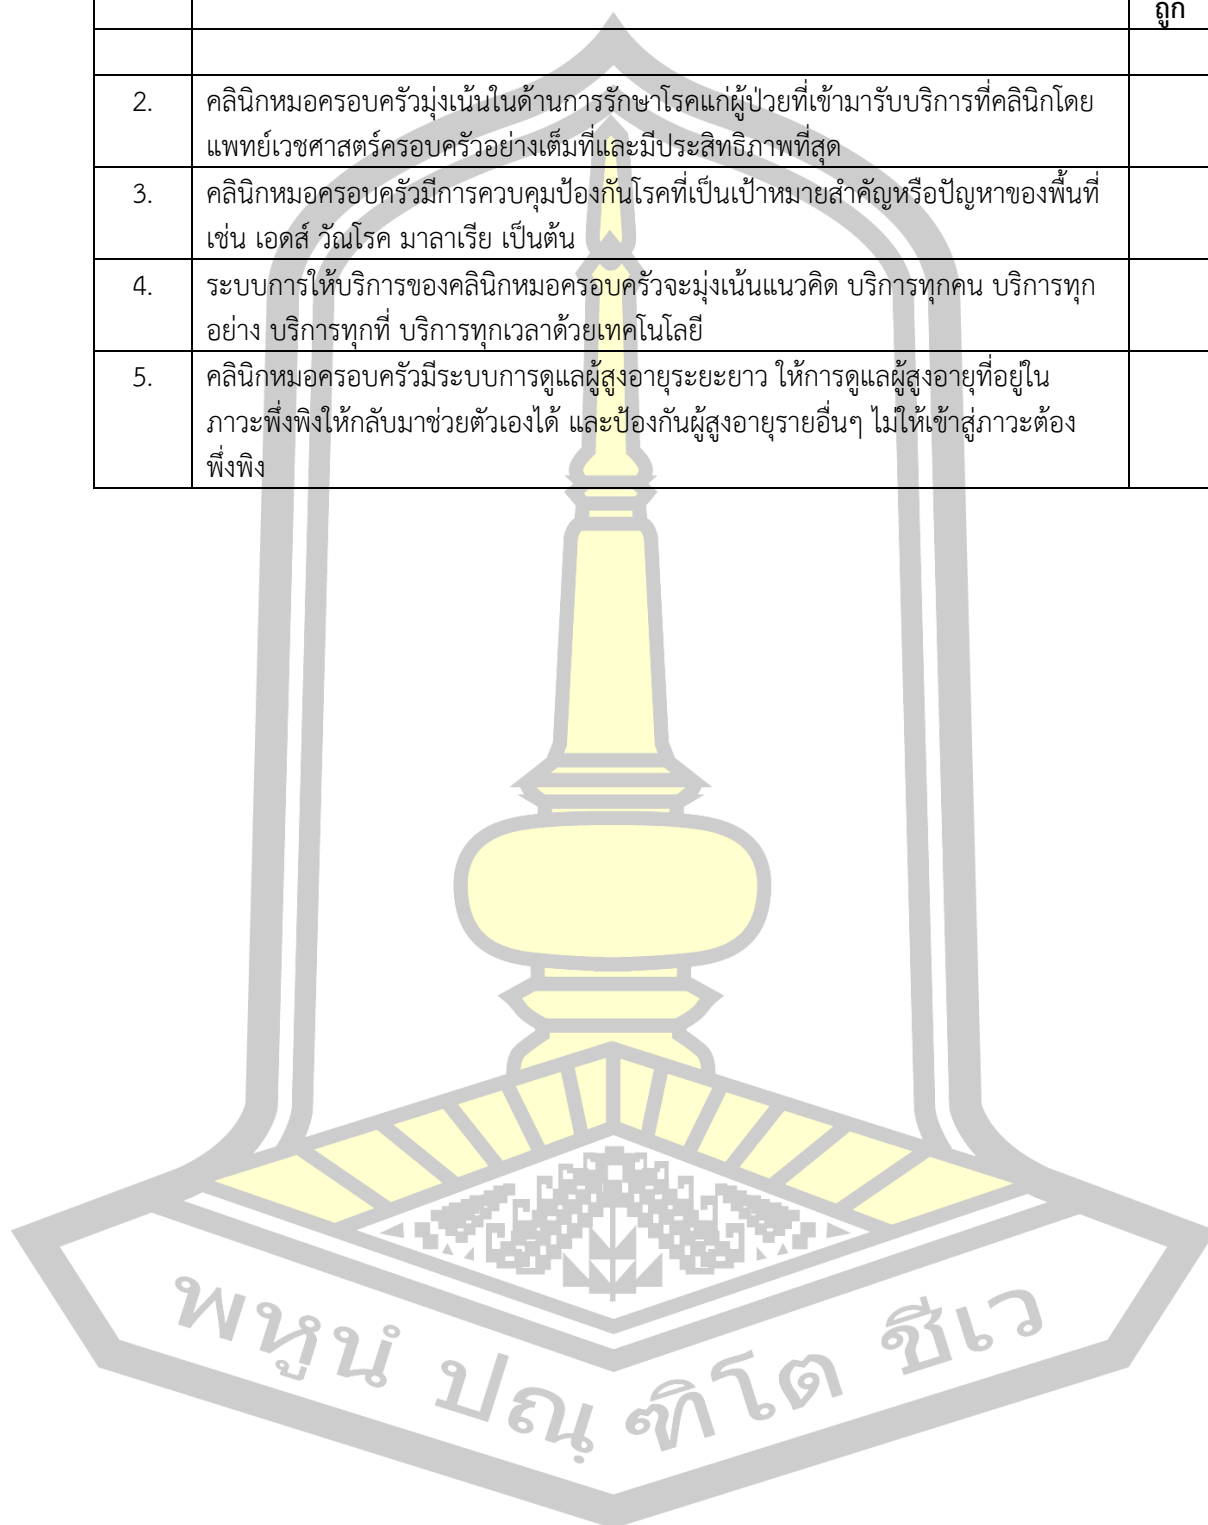 ถูก
2. คลินิกหมอครอบครัวมุ่งเน้นในด้านการรักษาโรคแก่ผู้ป่วยที่เข้ามารับบริการที่คลินิกโดย
แพทย์เวชศาสตร์ครอบครัวอย่างเต็มที่และมีประสิทธิภาพที่สุด
3. คลินิกหมอครอบครัวมีการควบคุมป้องกันโรคที่เป็นเป้าหมายสำคัญหรือปัญหาของพื้นที่
เช่น เอดส์ วัณโรค มาลาเรีย เป็นต้น
4. ระบบการให้บริการของคลินิกหมอครอบครัวจะมุ่งเน้นแนวคิด บริการทุกคน บริการทุก
อย่าง บริการทุกที่ บริการทุกเวลาด้วยเทคโนโลยี
5. คลินิกหมอครอบครัวมีระบบการดูแลผู้สูงอายุระยะยาว ให้การดูแลผู้สูงอายุที่อยู่ใน
ภาวะพึ่งพิงให้กลับมาช่วยตัวเองได้ และป้องกันผู้สูงอายุรายอื่นๆ ไม่ให้เข้าสู่ภาวะต้อง
พึ่งพิง
พหูนํ ปณฺ ฑิโต ชีเว